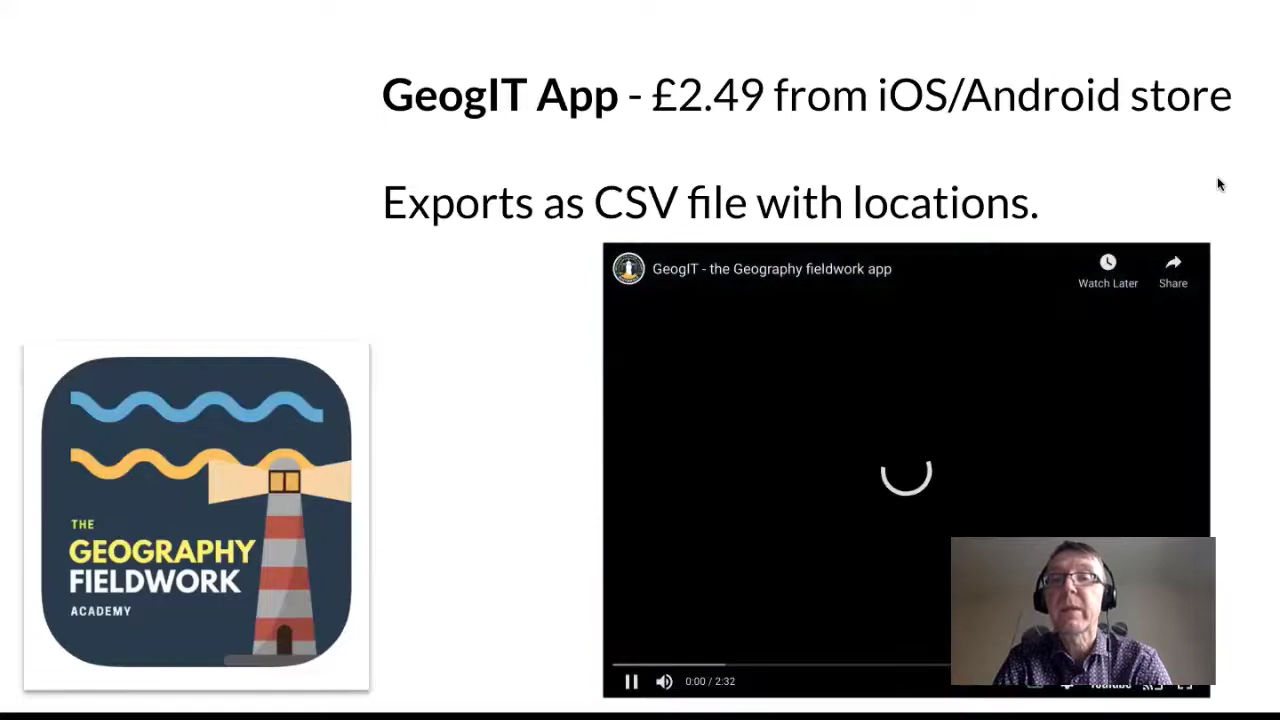 GeogIT App - £2.49 from iOS/Android store
Exports as CSV file with locations.
GeogIT - the Geography fieldwork app
Watch Later
Share
THE
GEOGRAPHY
FIELDWORK
ACADEMY
0:00 / 2:32
YouTube